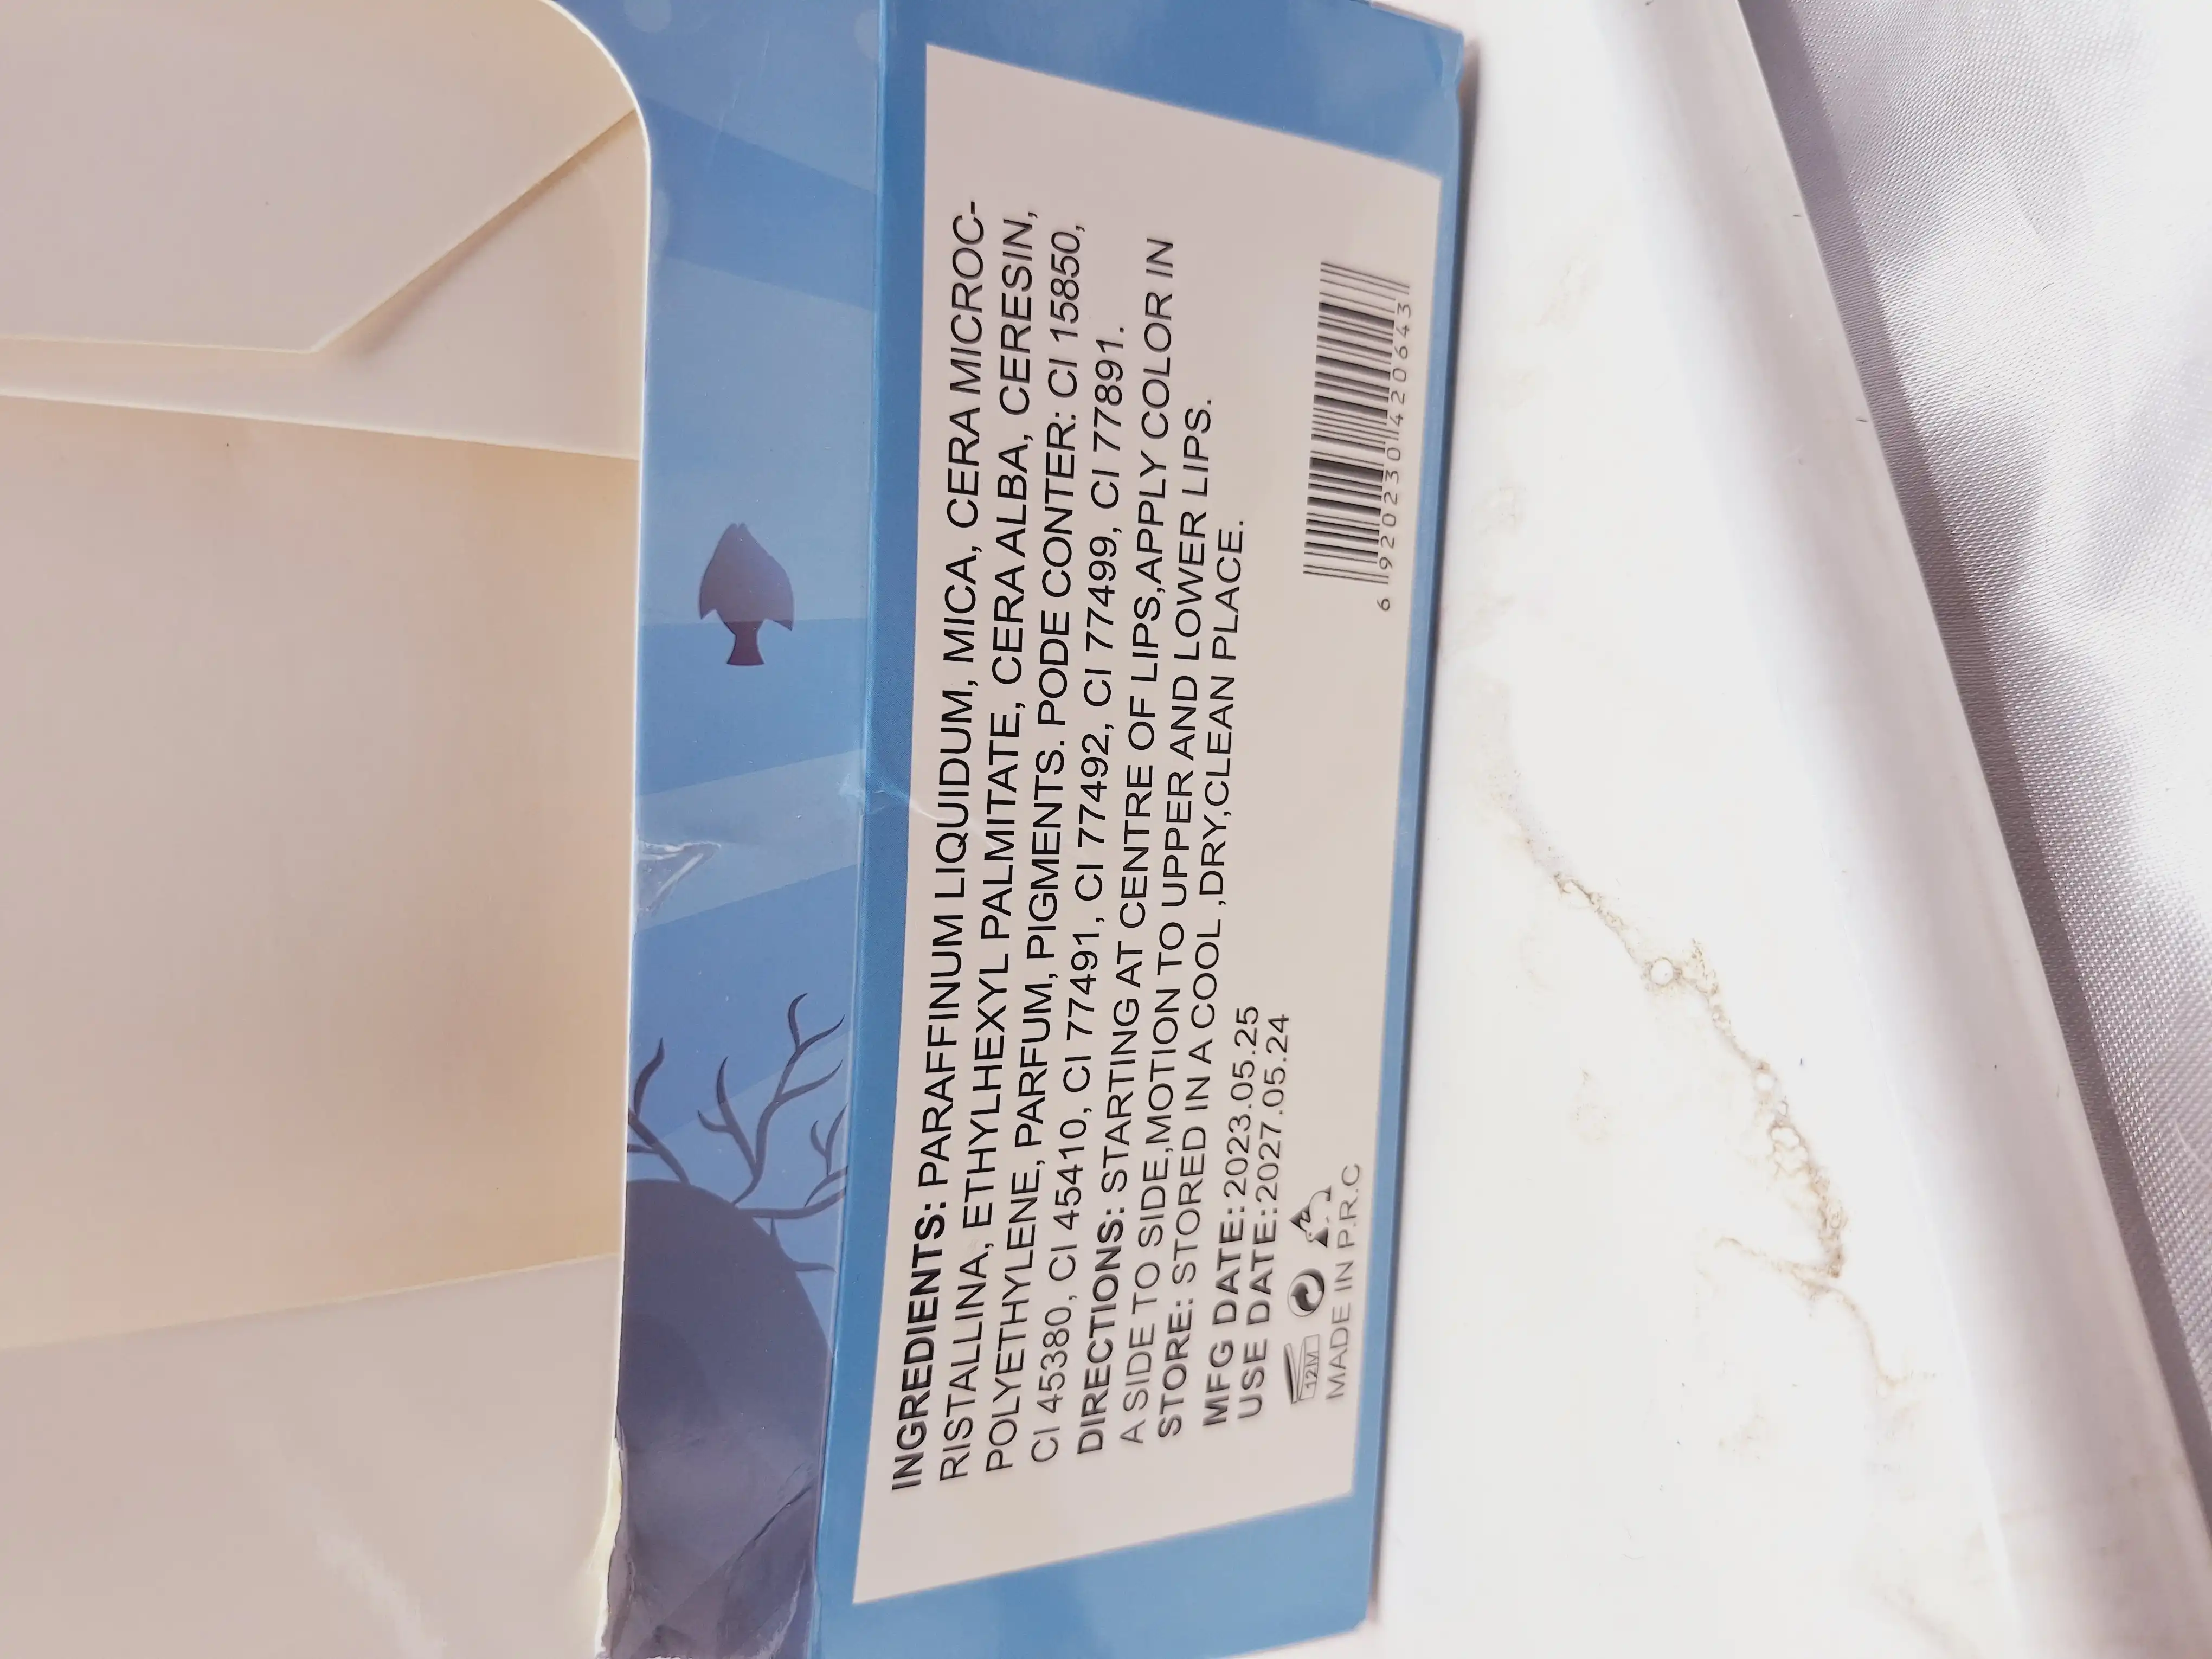 INGREDIENTS: PARAFFINUM LIQUIDUM, MICA, CERA MICROC-
RISTALLINA, ETHYLHEXYL PALMITATE, CERA ALBA, CERESIN,
POLYETHYLENE, PARFUM, PIGMENTS. PODE CONTER: CI 15850,
CI 45380, CI 45410, CI 77491, CI 77492, CI 77499, CI 77891.
DIRECTIONS: STARTING AT CENTRE OF LIPS,APPLY COLOR IN
A SIDE TO SIDE,MOTION TO UPPER AND LOWER LIPS.
STORE: STORED IN A COOL ,DRY,CLEAN PLACE.
MFG DATE:2023.05.25
USE DATE:2027.05.24
12M
MADE IN P.R.C
6 920230 420643